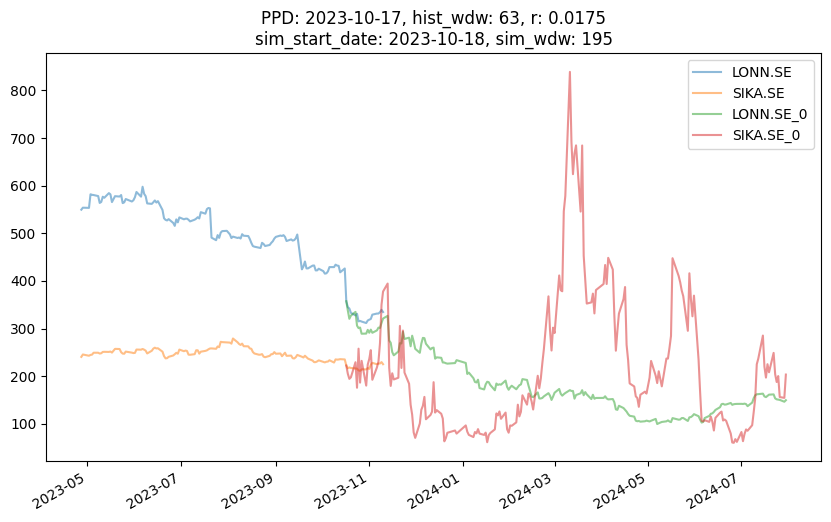 PPD: 2023-10-17, hist_wdw: 63, r: 0.0175
sim_start_date: 2023-10-18, sim_wdw: 195
LONN.SE
SIKA.SE
LONN.SE_0
SIKA.SE_0
800
700
600
500
400
300
200
100
2023-05
2023-07
2023-09
2023-11
2024-01
2024-03
2024-05
2024-07